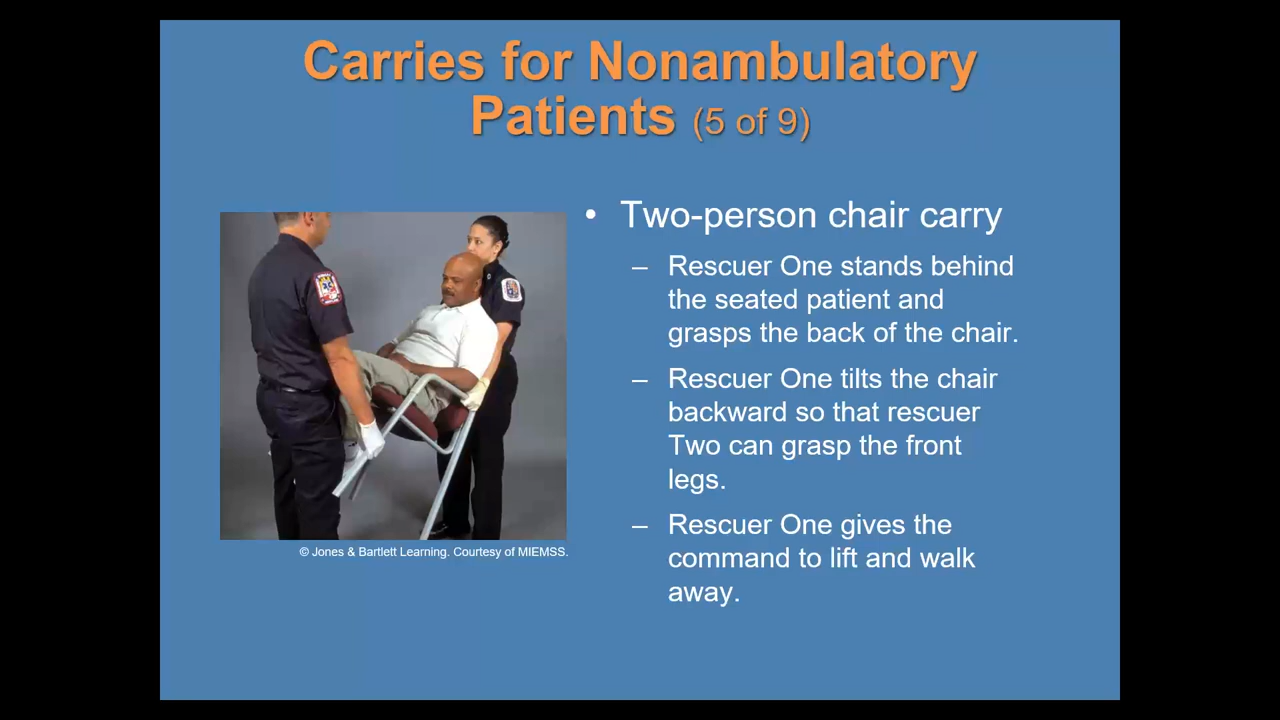 Carries for Nonambulatory
Patients (5 of 9)
• Two-person chair carry
– Rescuer One stands behind
the seated patient and
grasps the back of the chair.
– Rescuer One tilts the chair
backward so that rescuer
Two can grasp the front
legs.
– Rescuer One gives the
command to lift and walk
away.
© Jones & Bartlett Learning. Courtesy of MIEMSS.